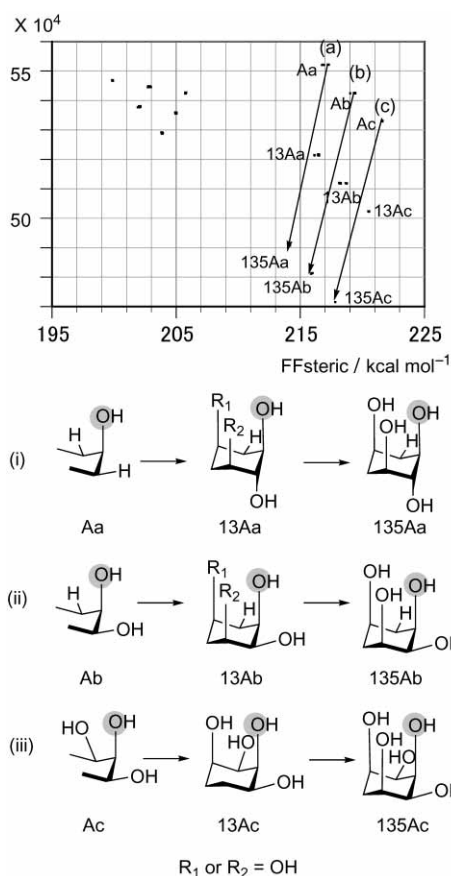 X 10⁴
55
50
195
205
215
225
FFsteric / kcal mol⁻¹
(a)
Aa
(b)
Ab
(c)
Ac
13Aa
13Ab
13Ac
135Aa
135Ab
135Ac
(i)
OH
H
H
Aa
R₁
OH
R₂
H
OH
13Aa
OH
OH
OH
H
OH
135Aa
(ii)
OH
H
OH
Ab
R₁
OH
R₂
H
OH
13Ab
OH
OH
OH
H
OH
135Ab
(iii)
HO
OH
OH
Ac
OH
OH
HO
OH
13Ac
OH
OH
OH
HO
OH
135Ac
R₁ or R₂ = OH